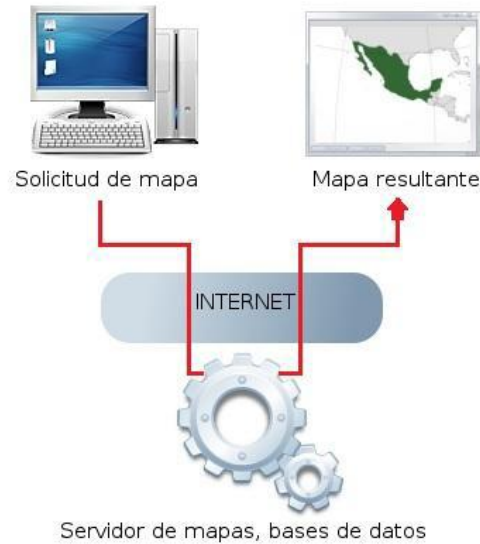 Solicitud de mapa
Mapa resultante
INTERNET
Servidor de mapas, bases de datos